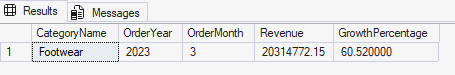 Results Messages
CategoryName OrderYear OrderMonth Revenue GrowthPercentage
1 Footwear 2023 3 20314772.15 60.520000